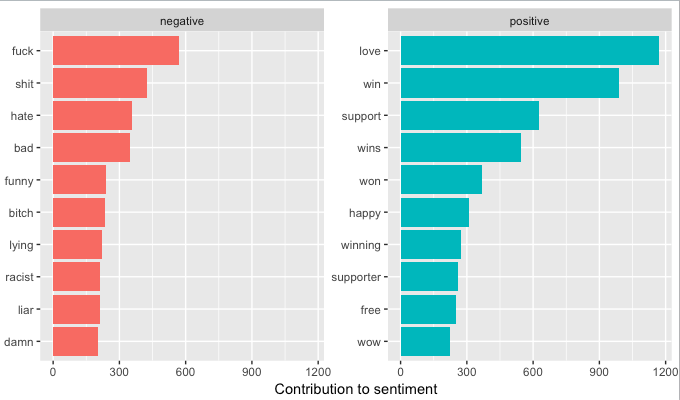 negative
fuck
shit
hate
bad
funny
bitch
lying
racist
liar
damn
0 300 600 900 1200
positive
love
win
support
wins
won
happy
winning
supporter
free
wow
0 300 600 900 1200
Contribution to sentiment